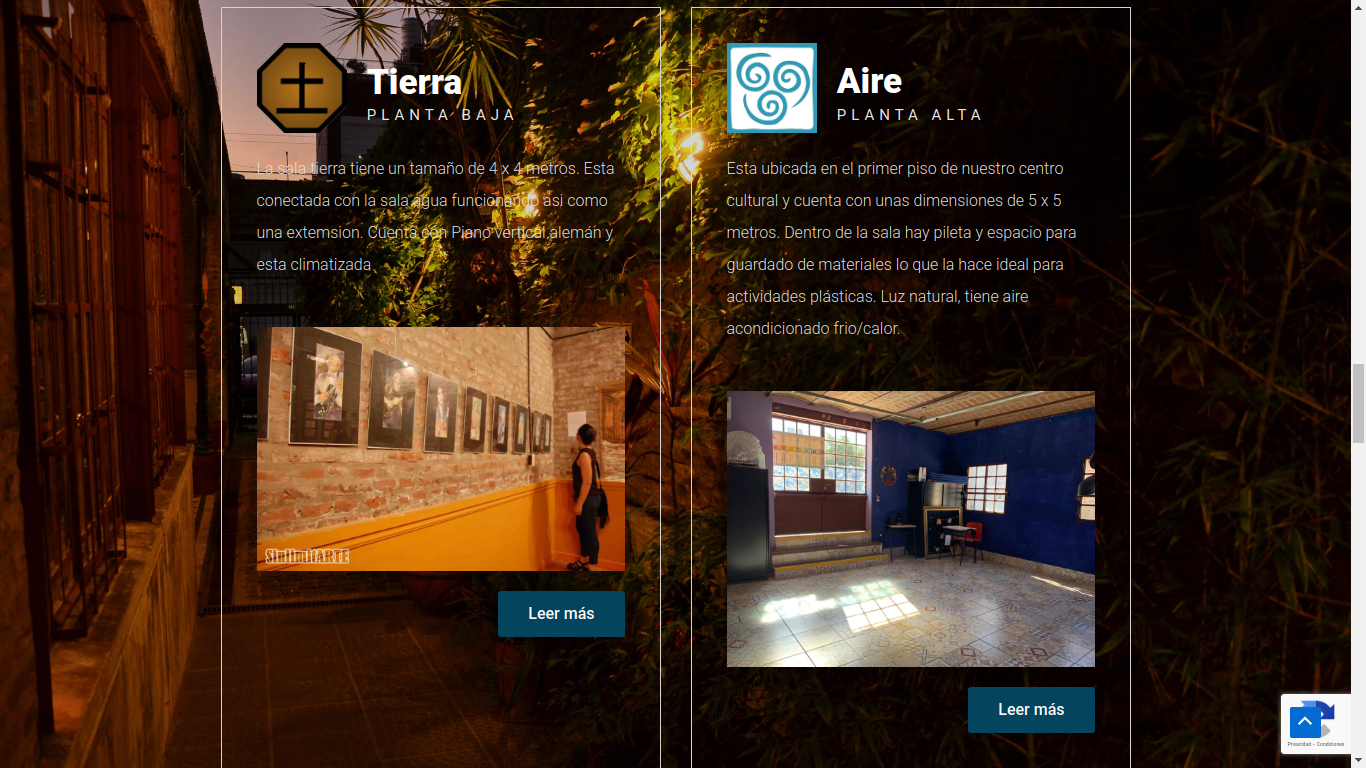 Tierra
PLANTA BAJA
La sala tierra tiene un tamaño de 4 x 4 metros. Esta
conectada con la sala agua funcionando asi como
una extemsion. Cuenta con Piano vertical alemán y
esta climatizada
SinlimitARTE
Leer más
Aire
PLANTA ALTA
Esta ubicada en el primer piso de nuestro centro
cultural y cuenta con unas dimensiones de 5 x 5
metros. Dentro de la sala hay pileta y espacio para
guardado de materiales lo que la hace ideal para
actividades plásticas. Luz natural, tiene aire
acondicionado frio/calor.
Leer más
Privacidad - Condiciones